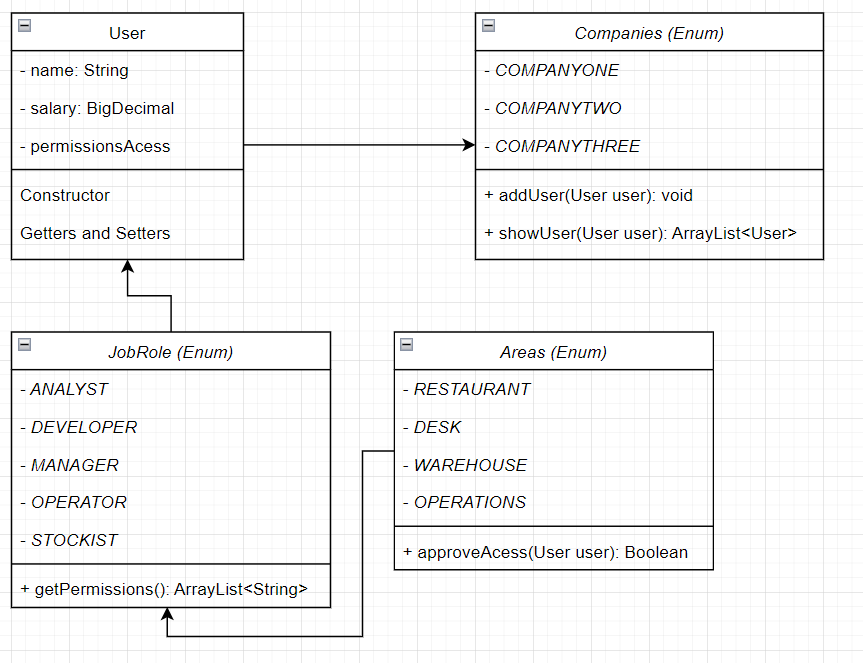 User
- name: String
- salary: BigDecimal
- permissionsAcess
Constructor
Getters and Setters
Companies (Enum)
- COMPANYONE
- COMPANYTWO
- COMPANYTHREE
+ addUser(User user): void
+ showUser(User user): ArrayList<User>
JobRole (Enum)
- ANALYST
- DEVELOPER
- MANAGER
- OPERATOR
- STOCKIST
+ getPermissions(): ArrayList<String>
Areas (Enum)
- RESTAURANT
- DESK
- WAREHOUSE
- OPERATIONS
+ approveAcess(User user): Boolean